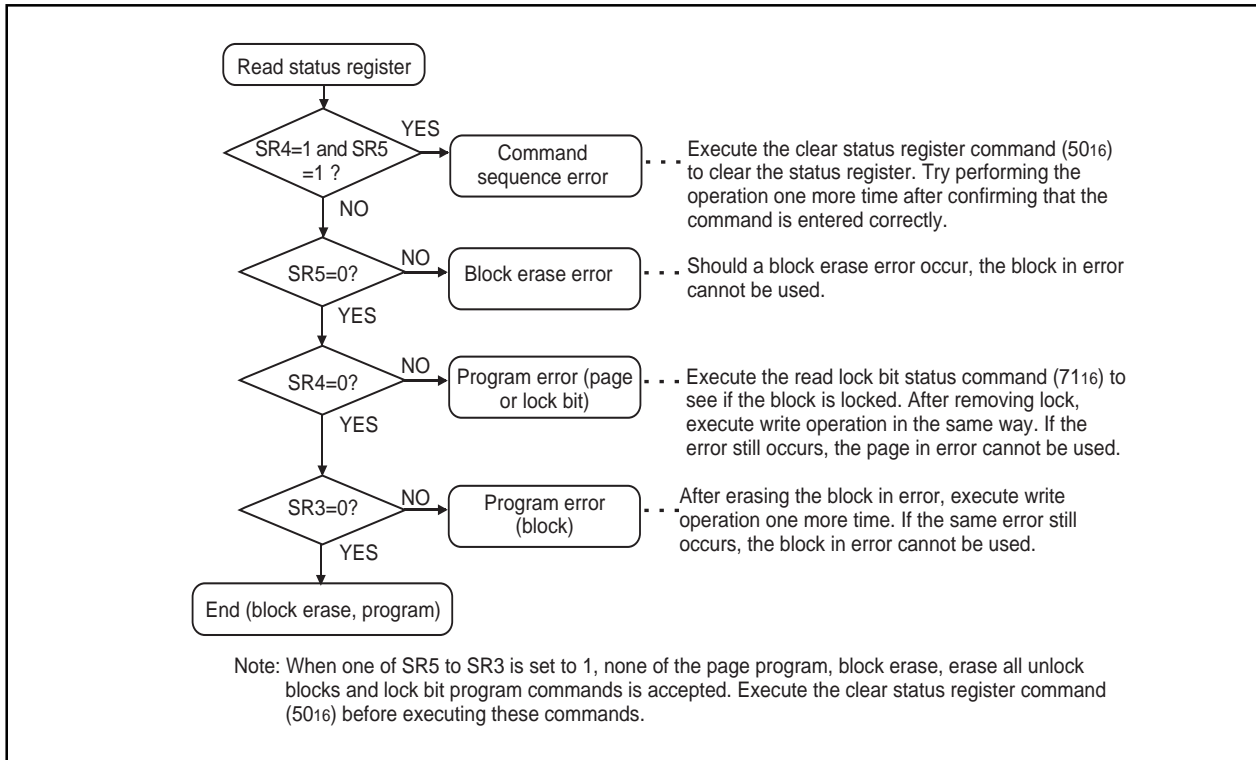 Read status register
YES
SR4=1 and SR5
=1 ?
Command
sequence error
Execute the clear status register command (5016)
to clear the status register. Try performing the
operation one more time after confirming that the
command is entered correctly.
NO
SR5=0?
NO
Block erase error
Should a block erase error occur, the block in error
cannot be used.
YES
SR4=0?
NO
Program error (page
or lock bit)
Execute the read lock bit status command (7116) to
see if the block is locked. After removing lock,
execute write operation in the same way. If the
error still occurs, the page in error cannot be used.
YES
SR3=0?
NO
Program error
(block)
After erasing the block in error, execute write
operation one more time. If the same error still
occurs, the block in error cannot be used.
YES
End (block erase, program)
Note: When one of SR5 to SR3 is set to 1, none of the page program, block erase, erase all unlock
blocks and lock bit program commands is accepted. Execute the clear status register command
(5016) before executing these commands.